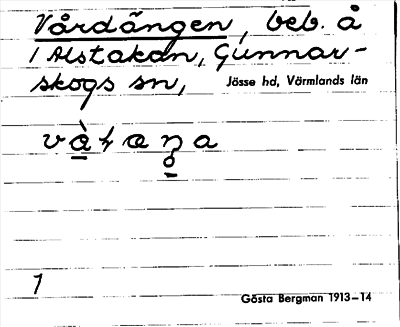 Vårdängen, beb. å
1 Alstakan, Gunnar-
skogs sn, Jösse hd, Värmlands län
1
Gösta Bergman 1913–14